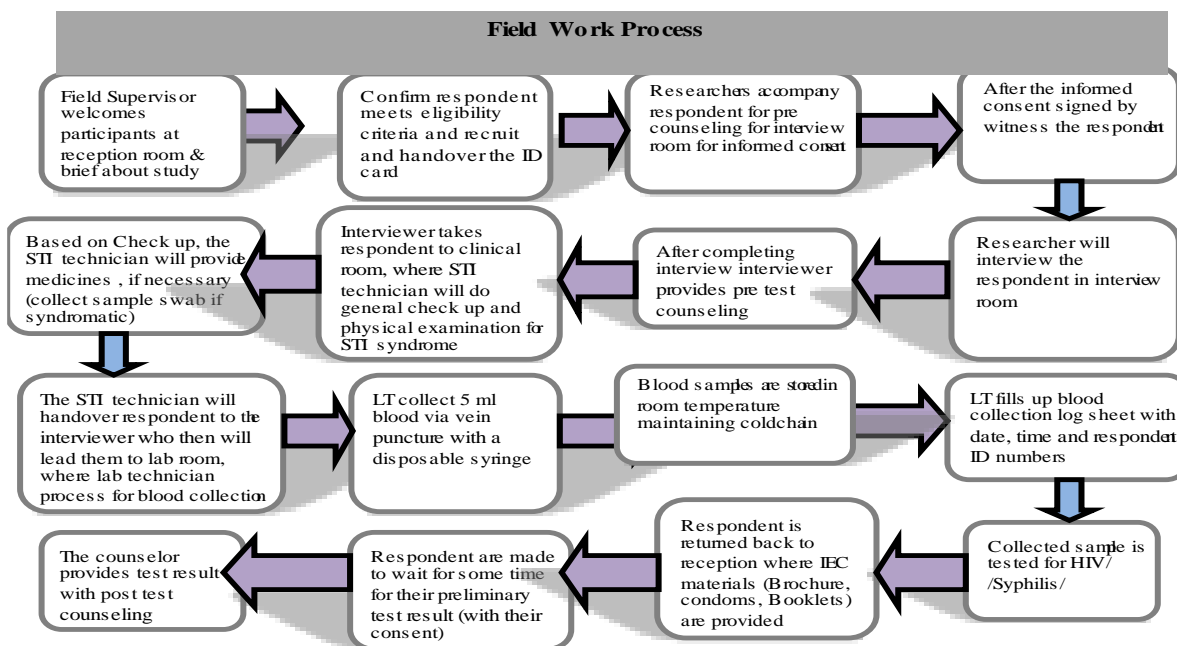 Field Work Process
Field Supervisor
welcomes
participants at
reception room &
brief about study
Confirm respondent
meets eligibility
criteria and recruit
and handover the ID
card
Researchers accompany
respondent for pre
counseling for interview
room for informed consent
After the informed
consent signed by
witness the respondent
Researcher will
interview the
respondent in interview
room
After completing
interview interviewer
provides pre test
counseling
Interviewer takes
respondent to clinical
room, where STI
technician will do
general check up and
physical examination for
STI syndrome
Based on Check up, the
STI technician will provide
medicines , if necessary
(collect sample swab if
syndromatic)
The STI technician will
handover respondent to the
interviewer who then will
lead them to lab room,
where lab technician
process for blood collection
LT collect 5 ml
blood via vein
puncture with a
disposable syringe
Blood samples are stored in
room temperature
maintaining coldchain
LT fills up blood
collection log sheet with
date, time and respondent
ID numbers
Collected sample is
tested for HIV/
/Syphilis/
Respondent is
returned back to
reception where IEC
materials (Brochure,
condoms, Booklets)
are provided
Respondent are made
to wait for some time
for their preliminary
test result (with their
consent)
The counselor
provides test result
with post test
counseling